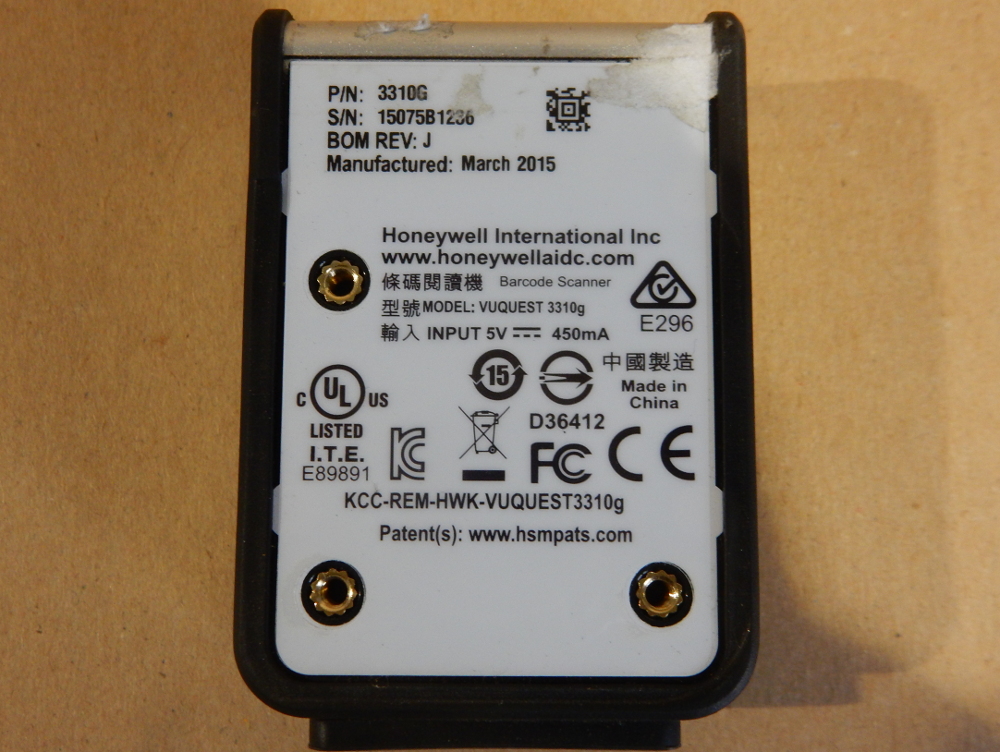 P/N: 3310G
S/N: 15075B1236
BOM REV: J
Manufactured: March 2015
Honeywell International Inc
www.honeywellaidc.com
條碼閱讀機 Barcode Scanner
型號 MODEL: VUQUEST 3310g
輸入 INPUT 5V 450mA
E296
15
中國製造
Made in
China
C UL US
LISTED
I.T.E.
E89891
D36412
KC
FC
CE
KCC-REM-HWK-VUQUEST3310g
Patent(s): www.hsmpats.com